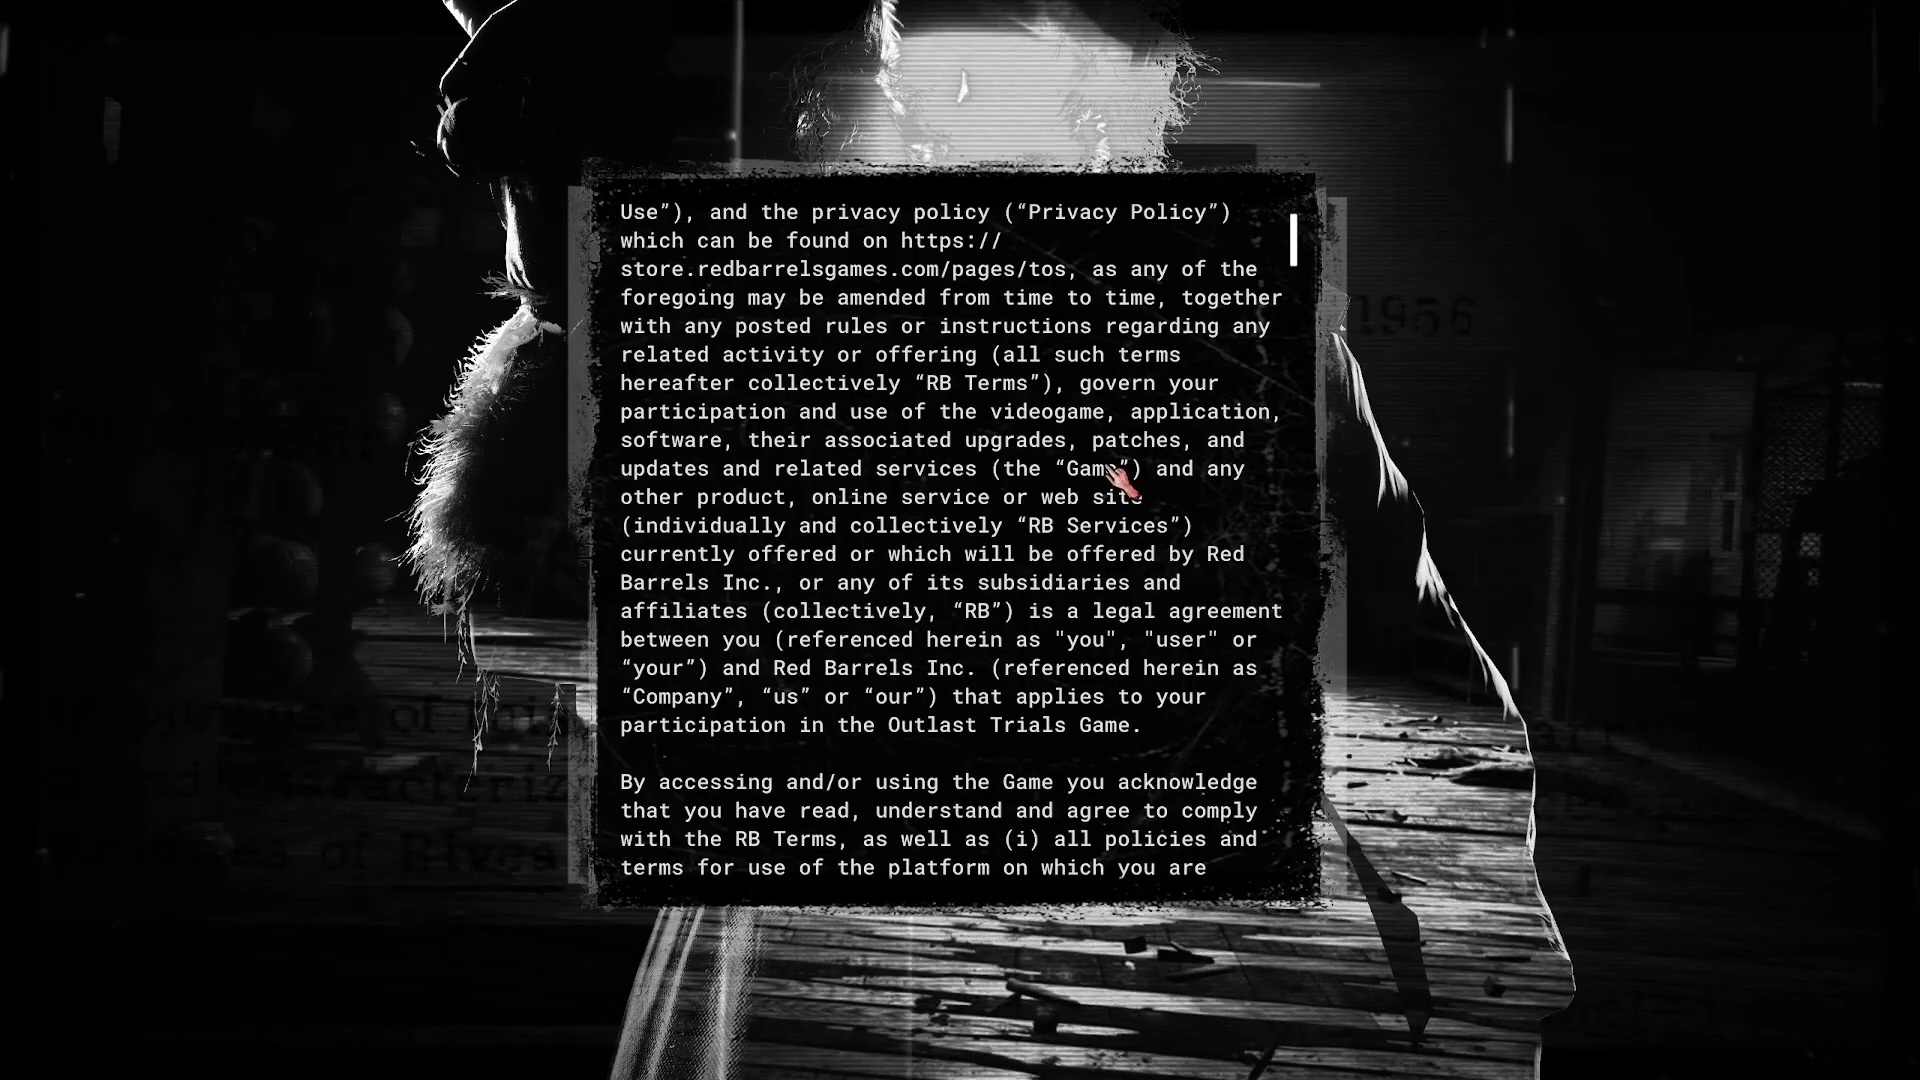 Use”), and the privacy policy (“Privacy Policy”)
which can be found on https://
store.redbarrelsgames.com/pages/tos, as any of the
foregoing may be amended from time to time, together
with any posted rules or instructions regarding any
related activity or offering (all such terms
hereafter collectively “RB Terms”), govern your
participation and use of the videogame, application,
software, their associated upgrades, patches, and
updates and related services (the “Game”) and any
other product, online service or web site
(individually and collectively “RB Services”)
currently offered or which will be offered by Red
Barrels Inc., or any of its subsidiaries and
affiliates (collectively, “RB”) is a legal agreement
between you (referenced herein as "you", "user" or
“your”) and Red Barrels Inc. (referenced herein as
“Company”, “us” or “our”) that applies to your
participation in the Outlast Trials Game.
By accessing and/or using the Game you acknowledge
that you have read, understand and agree to comply
with the RB Terms, as well as (i) all policies and
terms for use of the platform on which you are
1956
of
and
of